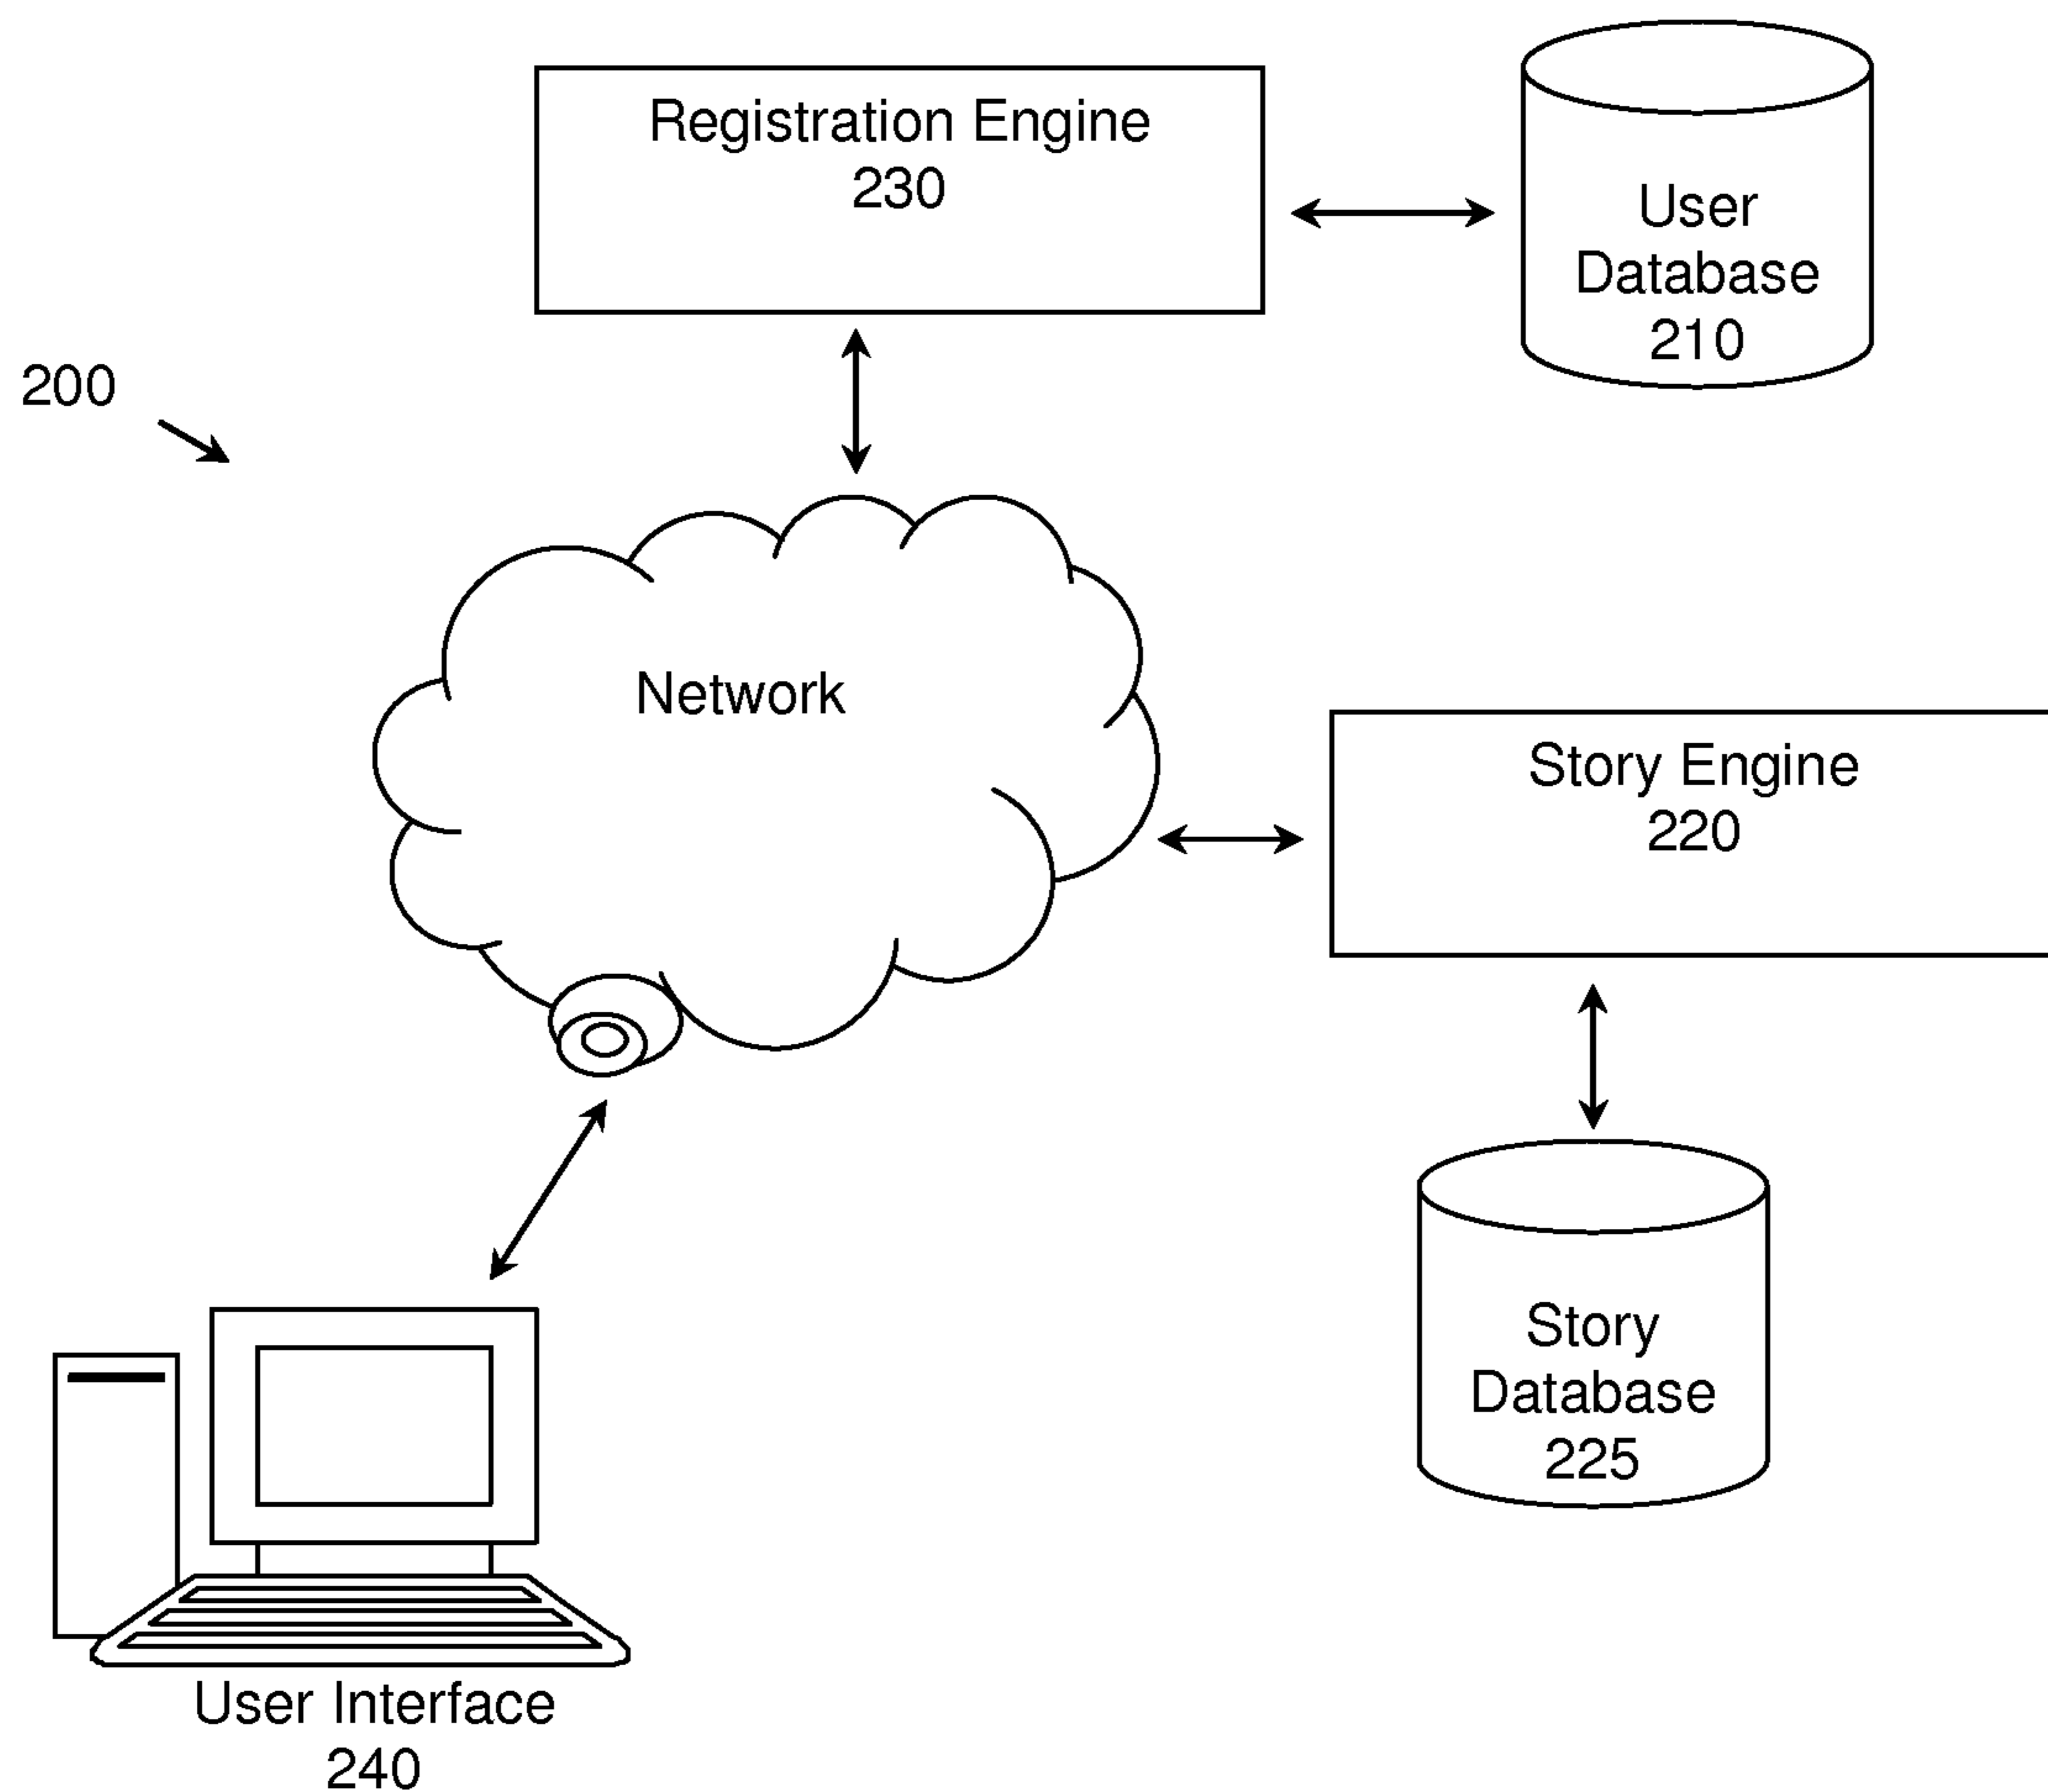 Registration Engine
230
User
Database
210
200
Network
Story Engine
220
Story
Database
225
User Interface
240